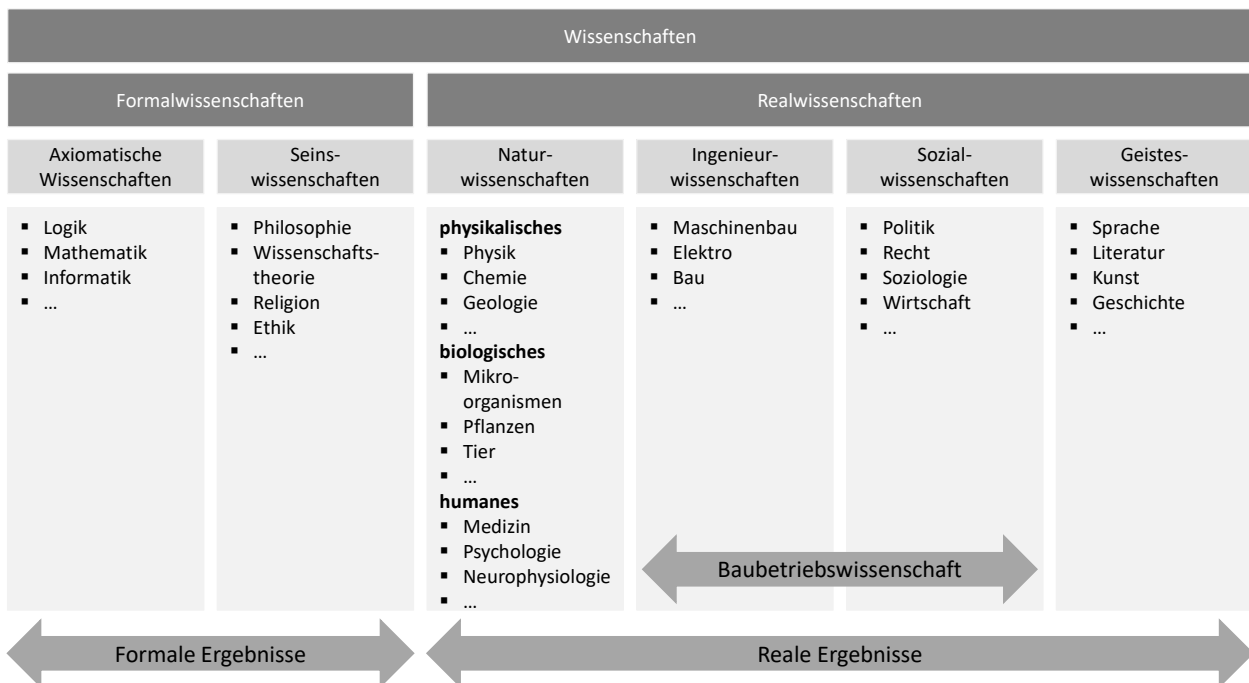 Wissenschaften
Formalwissenschaften
Realwissenschaften
Axiomatische
Wissenschaften
Seins-
wissenschaften
Natur-
wissenschaften
Ingenieur-
wissenschaften
Sozial-
wissenschaften
Geistes-
wissenschaften
▪ Logik
▪ Mathematik
▪ Informatik
▪ …
▪ Philosophie
▪ Wissenschafts-
theorie
▪ Religion
▪ Ethik
▪ …
physikalisches
▪ Physik
▪ Chemie
▪ Geologie
▪ …
biologisches
▪ Mikro-
organismen
▪ Pflanzen
▪ Tier
▪ …
humanes
▪ Medizin
▪ Psychologie
▪ Neurophysiologie
▪ …
▪ Maschinenbau
▪ Elektro
▪ Bau
▪ …
▪ Politik
▪ Recht
▪ Soziologie
▪ Wirtschaft
▪ …
▪ Sprache
▪ Literatur
▪ Kunst
▪ Geschichte
▪ …
Baubetriebswissenschaft
Formale Ergebnisse
Reale Ergebnisse